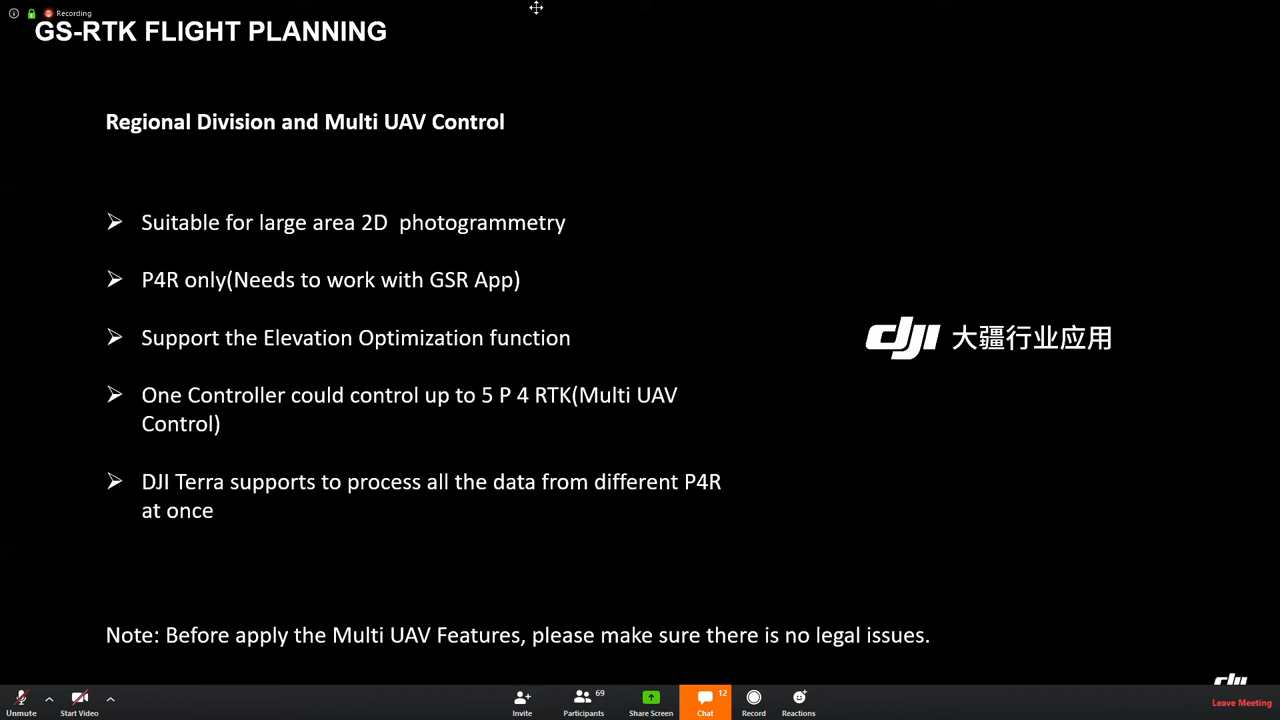 Recording
GS-RTK FLIGHT PLANNING
Regional Division and Multi UAV Control
Suitable for large area 2D  photogrammetry
P4R only(Needs to work with GSR App)
Support the Elevation Optimization function
One Controller could control up to 5 P 4 RTK(Multi UAV
Control)
DJI Terra supports to process all the data from different P4R
at once
dji 大疆行业应用
Note: Before apply the Multi UAV Features, please make sure there is no legal issues.
dji
69
12
Unmute
Start Video
Invite
Participants
Share Screen
Chat
Record
Reactions
Leave Meeting